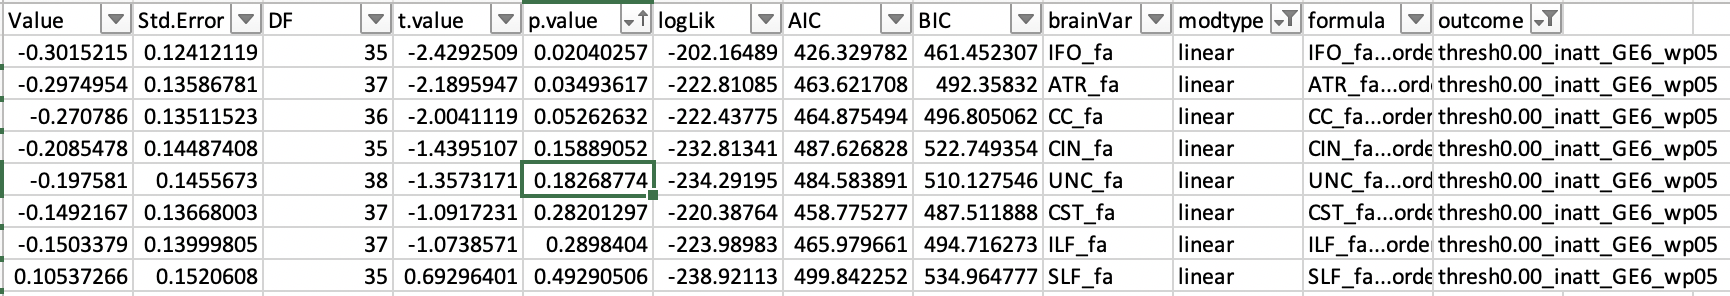 Value Std.Error DF t.value p.value logLik AIC BIC brainVar modtype formula outcome
-0.3015215 0.12412119 35 -2.4292509 0.02040257 -202.16489 426.329782 461.452307 IFO_fa linear IFO_fa...orde thresh0.00_inatt_GE6_wp05
-0.2974954 0.13586781 37 -2.1895947 0.03493617 -222.81085 463.621708 492.35832 ATR_fa linear ATR_fa...orde thresh0.00_inatt_GE6_wp05
-0.270786 0.13511523 36 -2.0041119 0.05262632 -222.43775 464.875494 496.805062 CC_fa linear CC_fa...order thresh0.00_inatt_GE6_wp05
-0.2085478 0.14487408 35 -1.4395107 0.15889052 -232.81341 487.626828 522.749354 CIN_fa linear CIN_fa...orde thresh0.00_inatt_GE6_wp05
-0.197581 0.1455673 38 -1.3573171 0.18268774 -234.29195 484.583891 510.127546 UNC_fa linear UNC_fa...ord thresh0.00_inatt_GE6_wp05
-0.1492167 0.13668003 37 -1.0917231 0.28201297 -220.38764 458.775277 487.511888 CST_fa linear CST_fa...orde thresh0.00_inatt_GE6_wp05
-0.1503379 0.13999805 37 -1.0738571 0.2898404 -223.98983 465.979661 494.716273 ILF_fa linear ILF_fa...orde thresh0.00_inatt_GE6_wp05
0.10537266 0.1520608 35 0.69296401 0.49290506 -238.92113 499.842252 534.964777 SLF_fa linear SLF_fa...orde thresh0.00_inatt_GE6_wp05